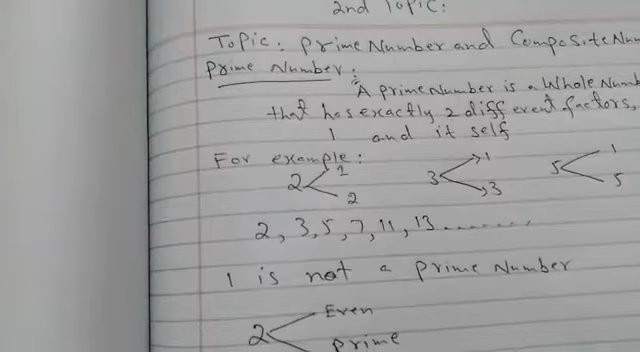 2nd Topic:
Topic: Prime Number and Composite Num
Prime Number:
A prime Number is a Whole Numb
that has exactly 2 different factors,
1 and it self
For example:
2 1 2 3 1 3 5 1 5
2, 3, 5, 7, 11, 13.......
1 is not a prime Number
2 Even
prime